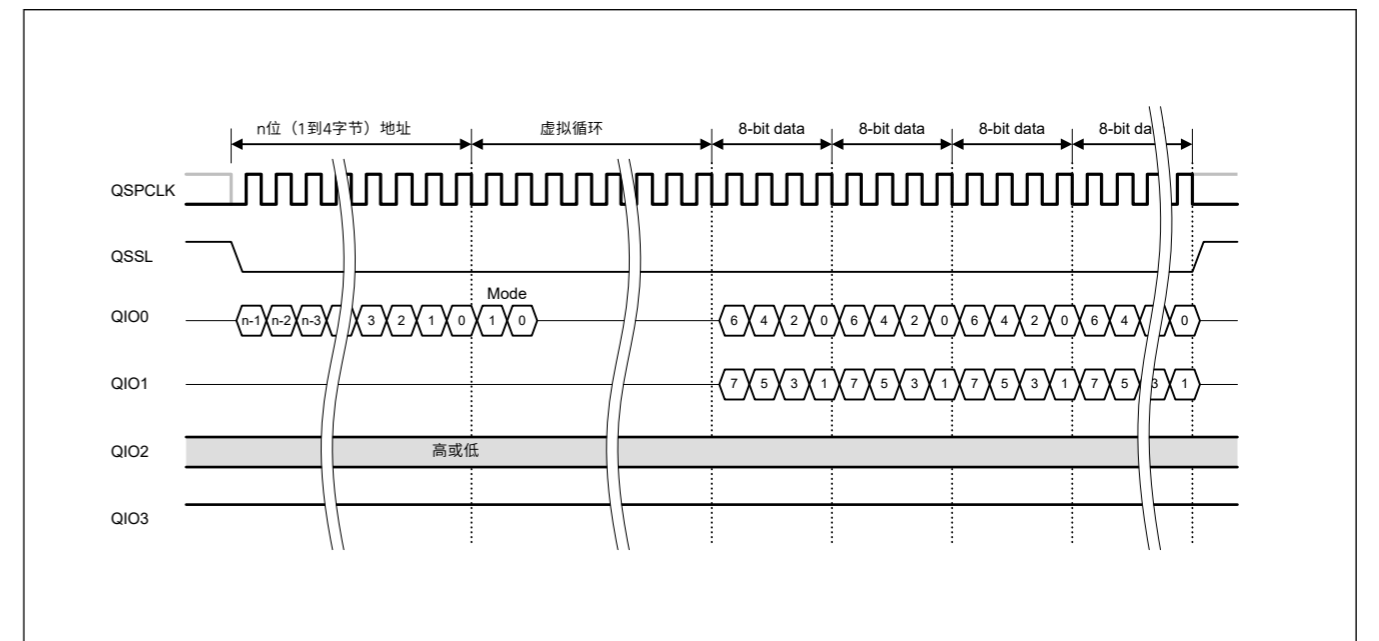 n位（1到4字节）地址 虚拟循环 8-bit data 8-bit data 8-bit data 8-bit da
QSPCLK
QSSL
Mode
QIO0 n-1 n-2 n-3 3 2 1 0 1 0 6 4 2 0 6 4 2 0 6 4 2 0 6 4 0
QIO1 7 5 3 1 7 5 3 1 7 5 3 1 7 5 3 1
QIO2 高或低
QIO3